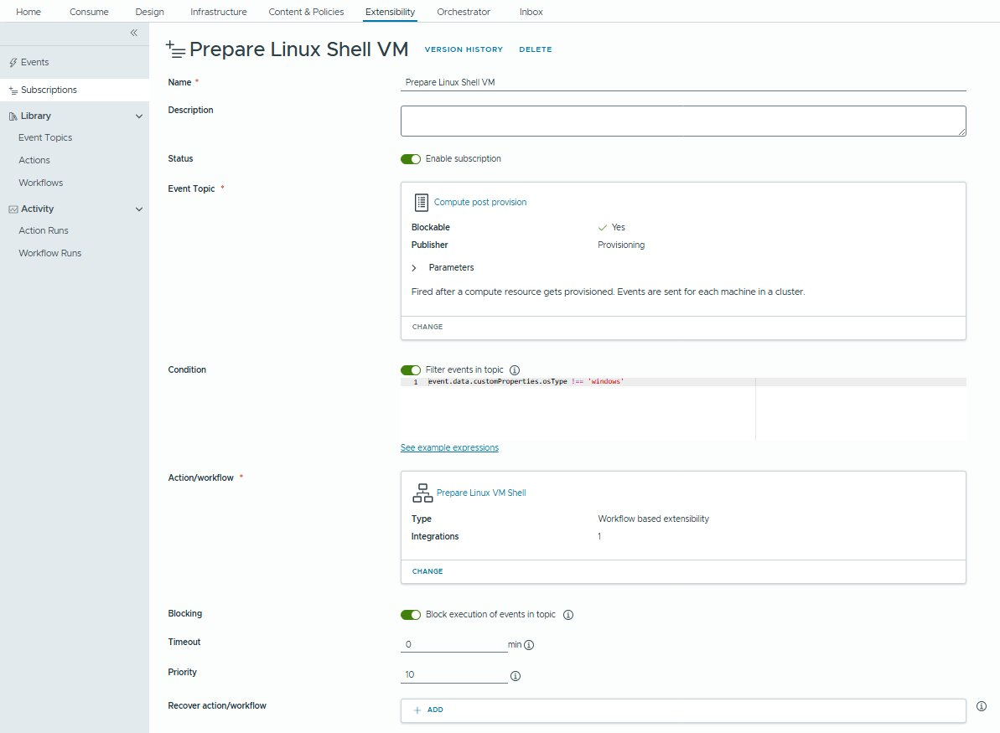 Home Consume Design Infrastructure Content & Policies Extensibility Orchestrator Inbox
Events
Subscriptions
Library
Event Topics
Actions
Workflows
Activity
Action Runs
Workflow Runs
Prepare Linux Shell VM VERSION HISTORY DELETE
Name * Prepare Linux Shell VM
Description
Status Enable subscription
Event Topic *
Compute post provision
Blockable Yes
Publisher Provisioning
Parameters
Fired after a compute resource gets provisioned. Events are sent for each machine in a cluster.
CHANGE
Condition Filter events in topic
1 event.data.customProperties.osType !== 'windows'
See example expressions
Action/workflow *
Prepare Linux VM Shell
Type Workflow based extensibility
Integrations 1
CHANGE
Blocking Block execution of events in topic
Timeout 0 min
Priority 10
Recover action/workflow + ADD